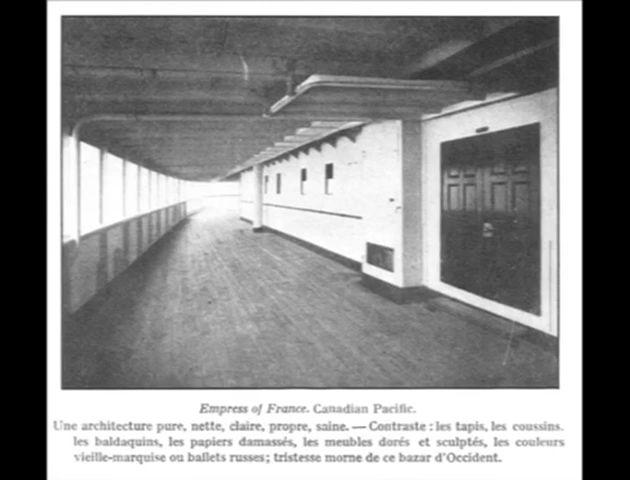 Empress of France. Canadian Pacific.
Une architecture pure, nette, claire, propre, saine. — Contraste : les tapis, les coussins.
les baldaquins, les papiers damassés, les meubles dorés et sculptés, les couleurs
vieille-marquise ou ballets russes; tristesse morne de ce bazar d'Occident.